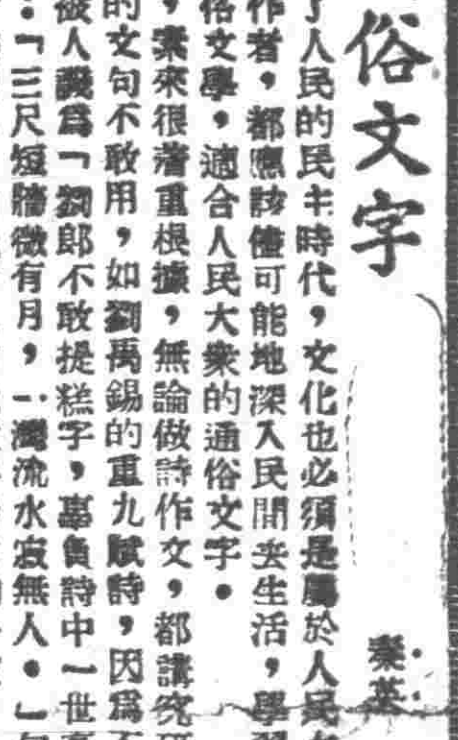 俗文字
秦英
了人民的民主時代,文化也必須是屬於人民
作者,都應該儘可能地深入民間去生活,學習
俗文學,適合人民大衆的通俗文字。
,素來很著重根據,無論做詩作文,都講究
的文句不敢用,如劉禹錫的重九賦詩,因爲
被人譏爲「劉郎不敢提糕字,辜負詩中一世
:「三尺短牆微有月,一灣流水寂無人。」